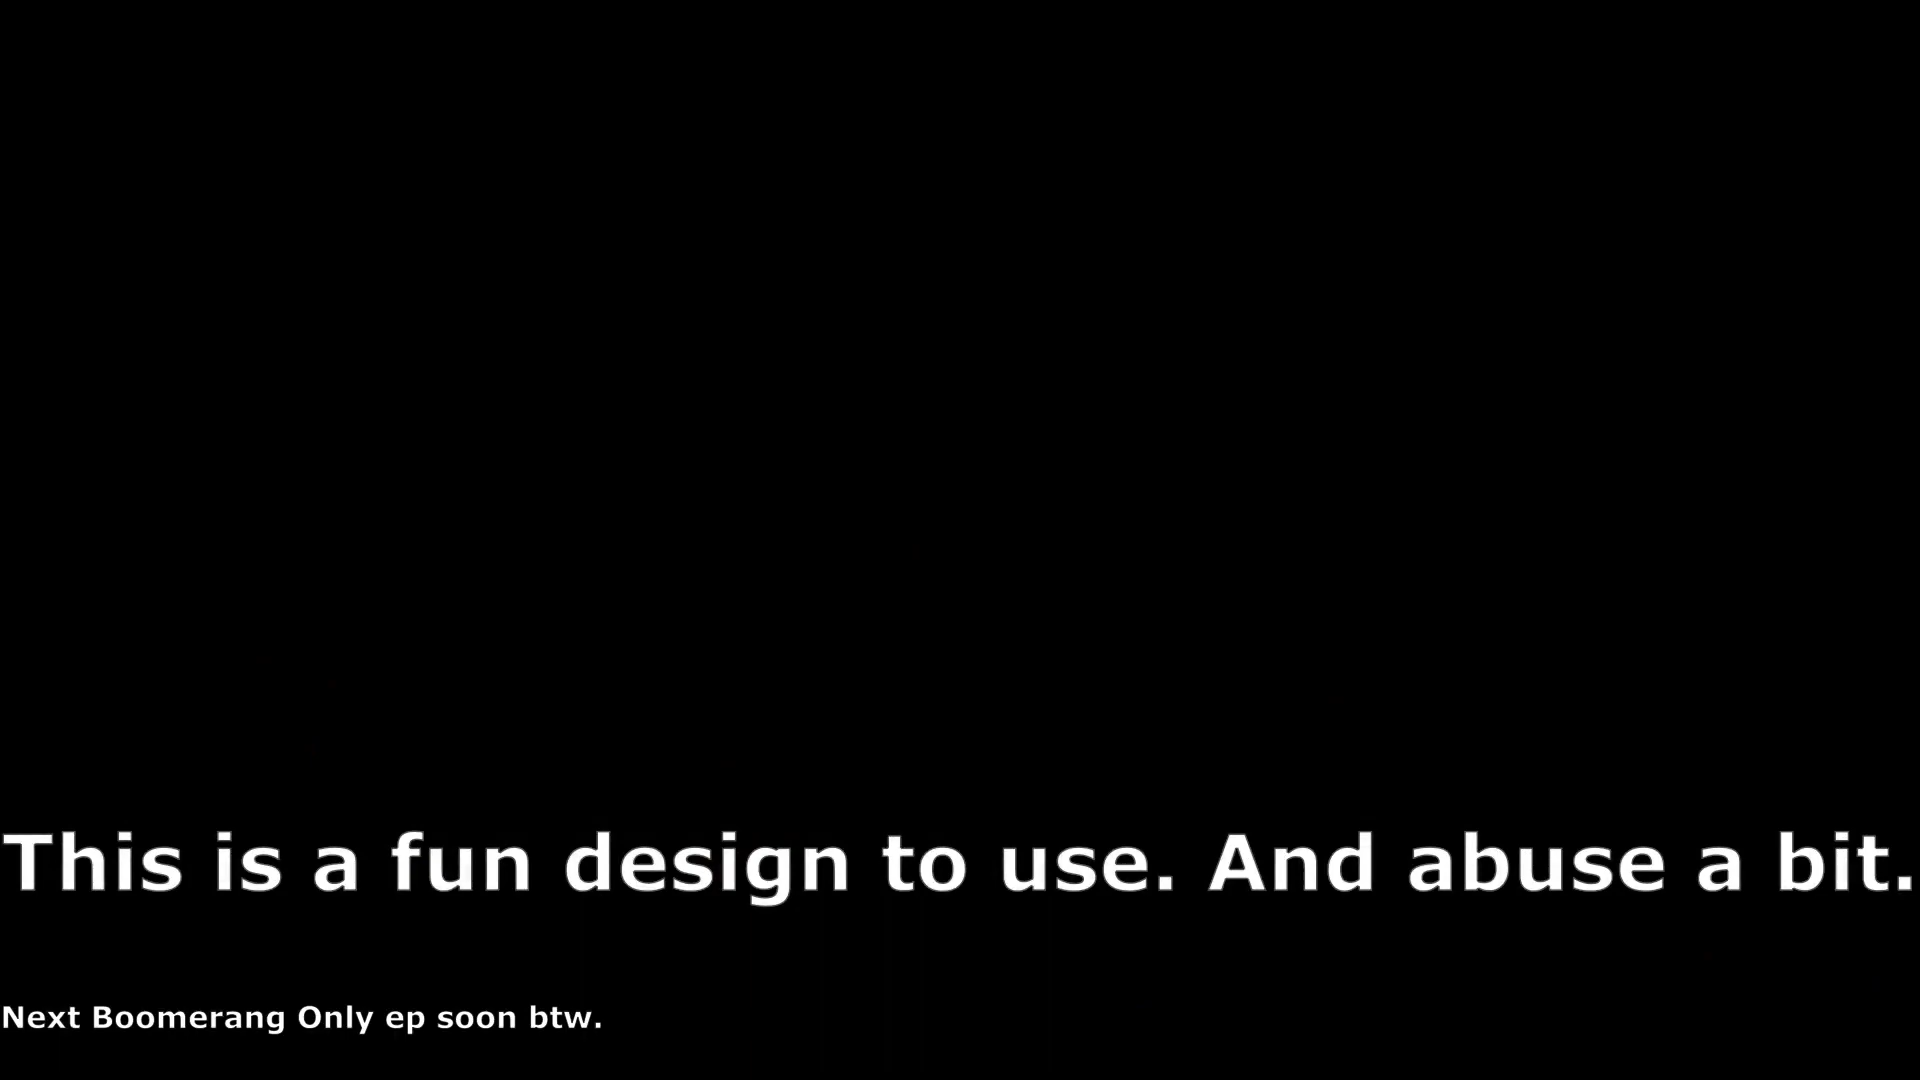 This is a fun design to use. And abuse a bit.
Next Boomerang Only ep soon btw.